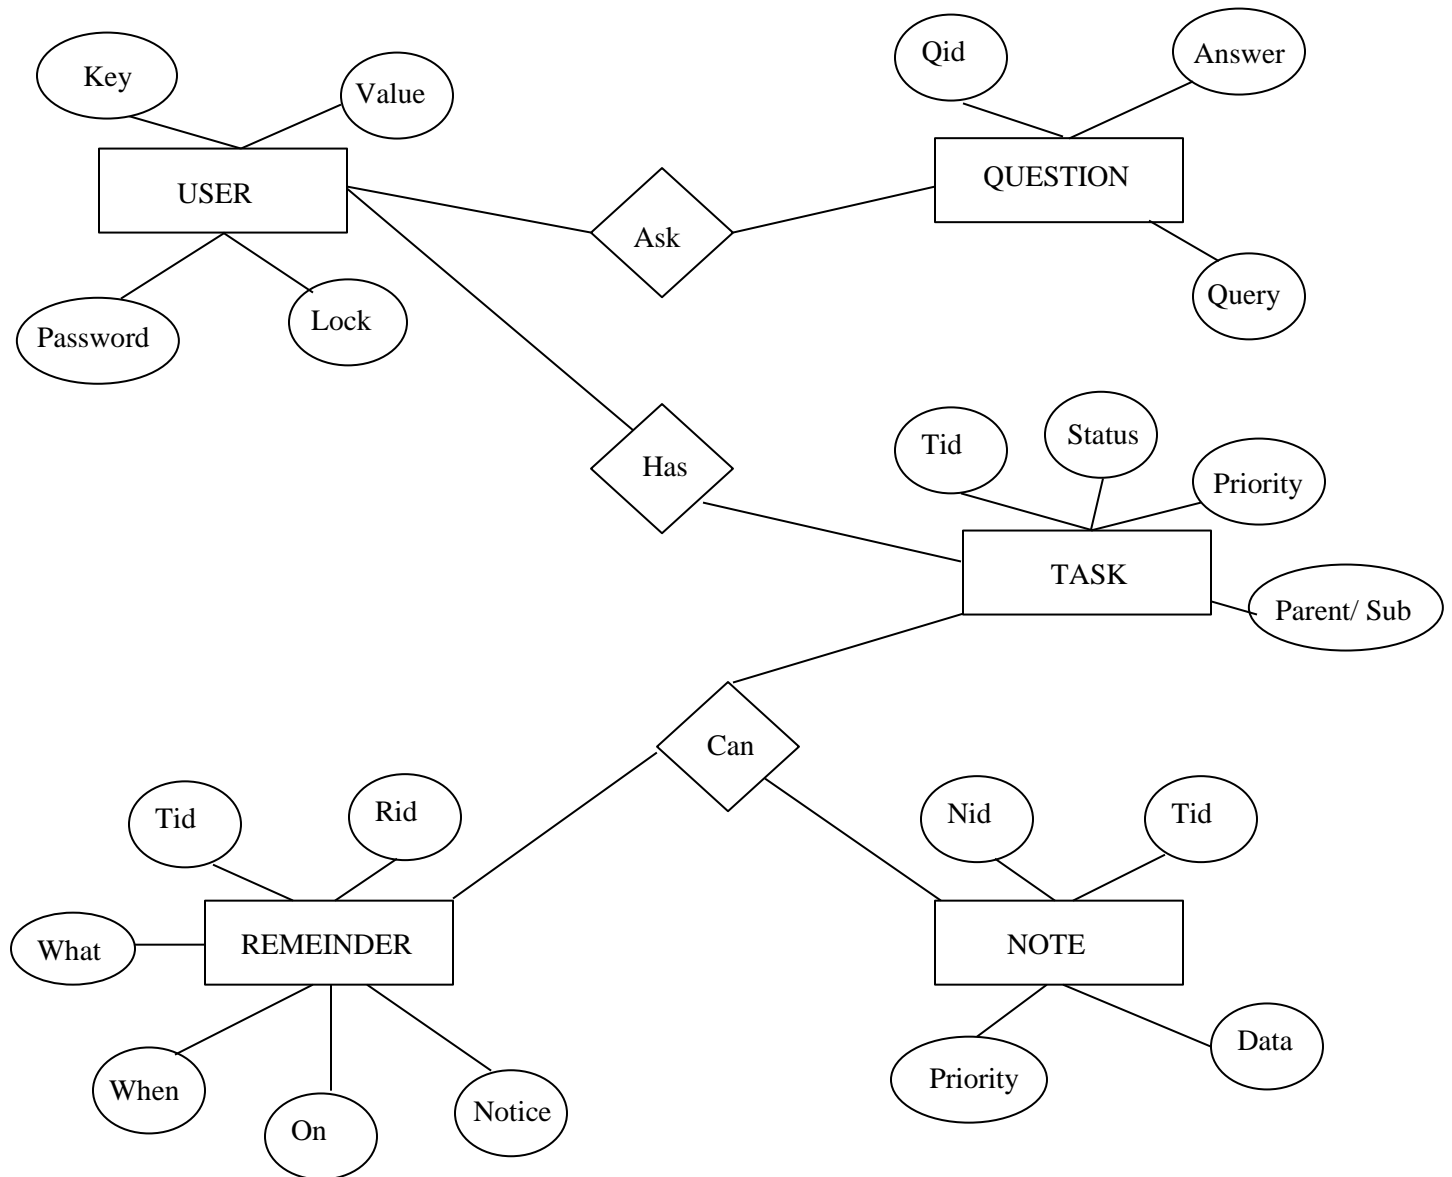 Key
Value
Qid
Answer
USER
QUESTION
Ask
Password
Lock
Query
Has
Tid
Status
Priority
TASK
Parent/ Sub
Can
Tid
Rid
Nid
Tid
What
REMEINDER
NOTE
When
On
Notice
Priority
Data